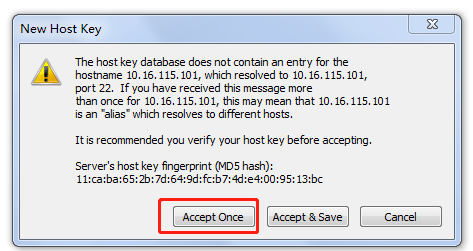 New Host Key
The host key database does not contain an entry for the
hostname 10.16.115.101, which resolved to 10.16.115.101,
port 22.  If you have received this message more
than once for 10.16.115.101, this may mean that 10.16.115.101
is an "alias" which resolves to different hosts.
It is recommended you verify your host key before accepting.
Server's host key fingerprint (MD5 hash):
11:ca:ba:65:2b:7d:64:9d:fc:b7:4d:e4:00:95:13:bc
Accept Once Accept & Save Cancel